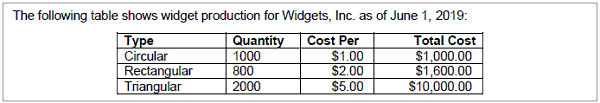 The following table shows widget production for Widgets, Inc. as of June 1, 2019:
Type Quantity Cost Per Total Cost
Circular 1000 $1.00 $1,000.00
Rectangular 800 $2.00 $1,600.00
Triangular 2000 $5.00 $10,000.00